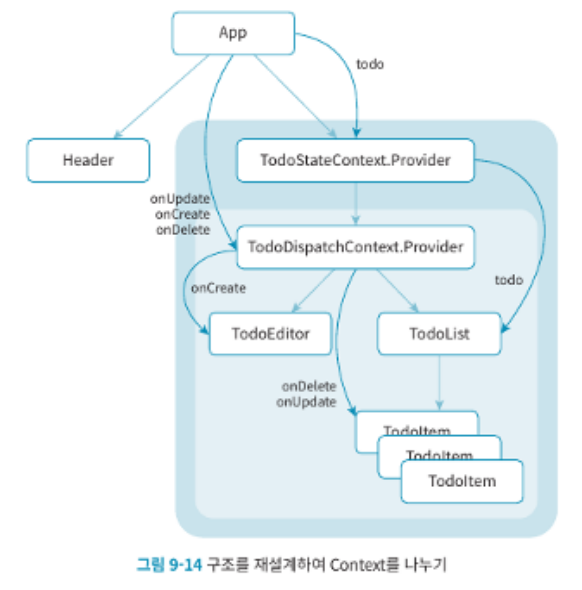 App
todo
Header
TodoStateContext.Provider
onUpdate
onCreate
onDelete
TodoDispatchContext.Provider
onCreate
todo
TodoEditor
TodoList
onDelete
onUpdate
TodoItem
TodoItem
TodoItem
그림 9-14 구조를 재설계하여 Context를 나누기